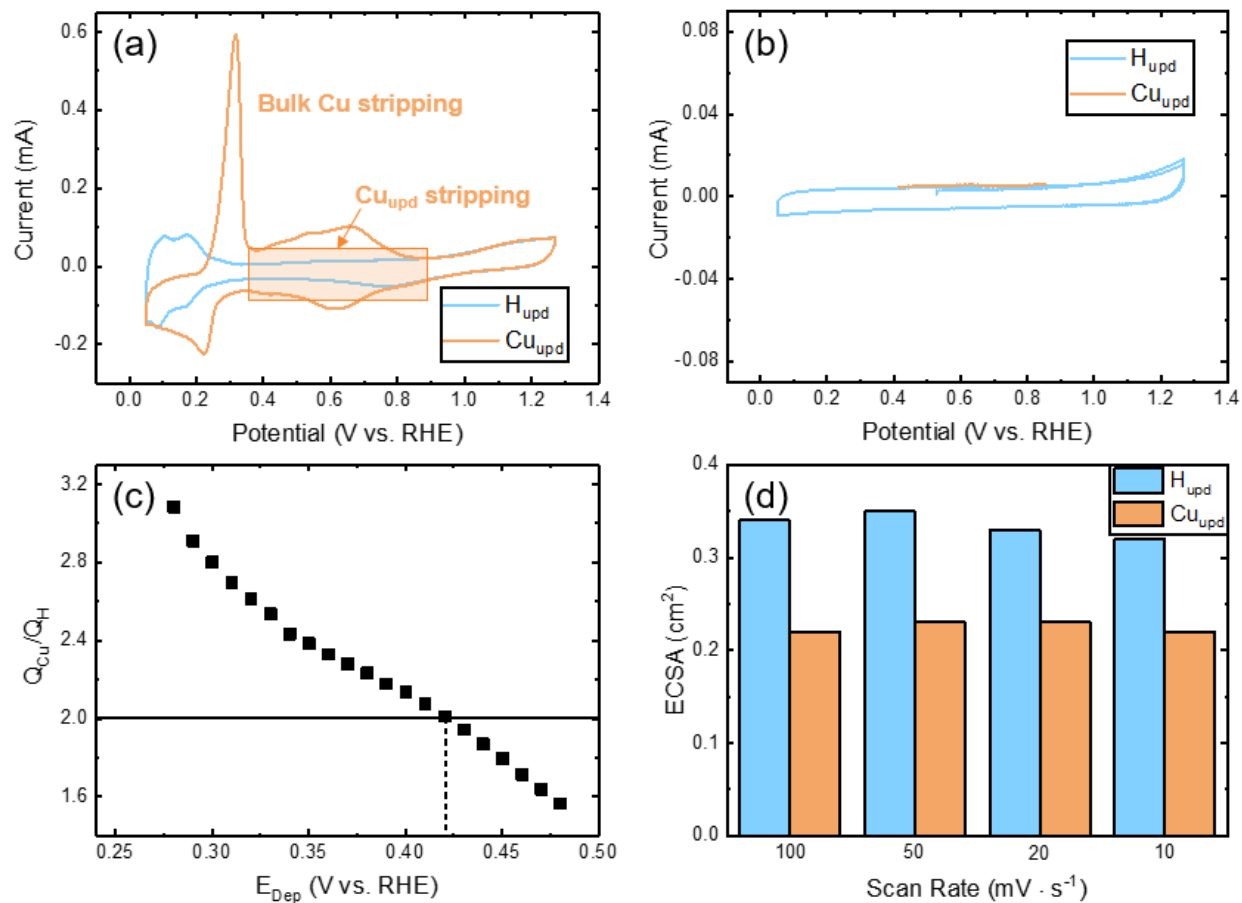 (a)
Bulk Cu stripping
Cuupd stripping
Hupd
Cuupd
Current (mA)
0.6
0.4
0.2
0.0
-0.2
0.0 0.2 0.4 0.6 0.8 1.0 1.2 1.4
Potential (V vs. RHE)
(b)
Hupd
Cuupd
Current (mA)
0.08
0.04
0.00
-0.04
-0.08
0.0 0.2 0.4 0.6 0.8 1.0 1.2 1.4
Potential (V vs. RHE)
(c)
QCu/QH
3.2
2.8
2.4
2.0
1.6
0.25 0.30 0.35 0.40 0.45 0.50
EDep (V vs. RHE)
(d)
Hupd
Cuupd
ECSA (cm2)
0.4
0.3
0.2
0.1
0.0
100 50 20 10
Scan Rate (mV · s-1)